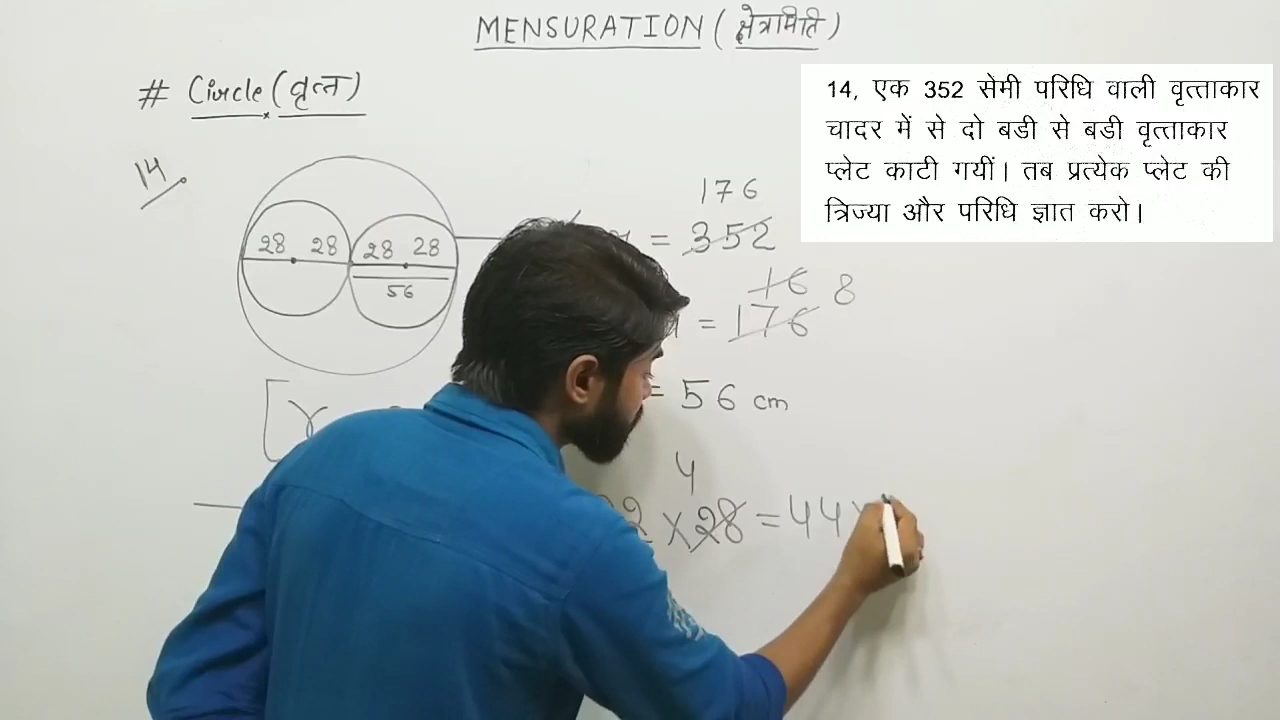 MENSURATION (क्षेत्रमिति)
# Circle (वृत्त)
14, एक 352 सेमी परिधि वाली वृत्ताकार
चादर में से दो बडी से बडी वृत्ताकार
प्लेट काटी गयीं। तब प्रत्येक प्लेट की
त्रिज्या और परिधि ज्ञात करो।
14
28 28 28 28
56
176
= 352
16 8
= 176
= 56 cm
[r
4
22 × 28 = 44 ×